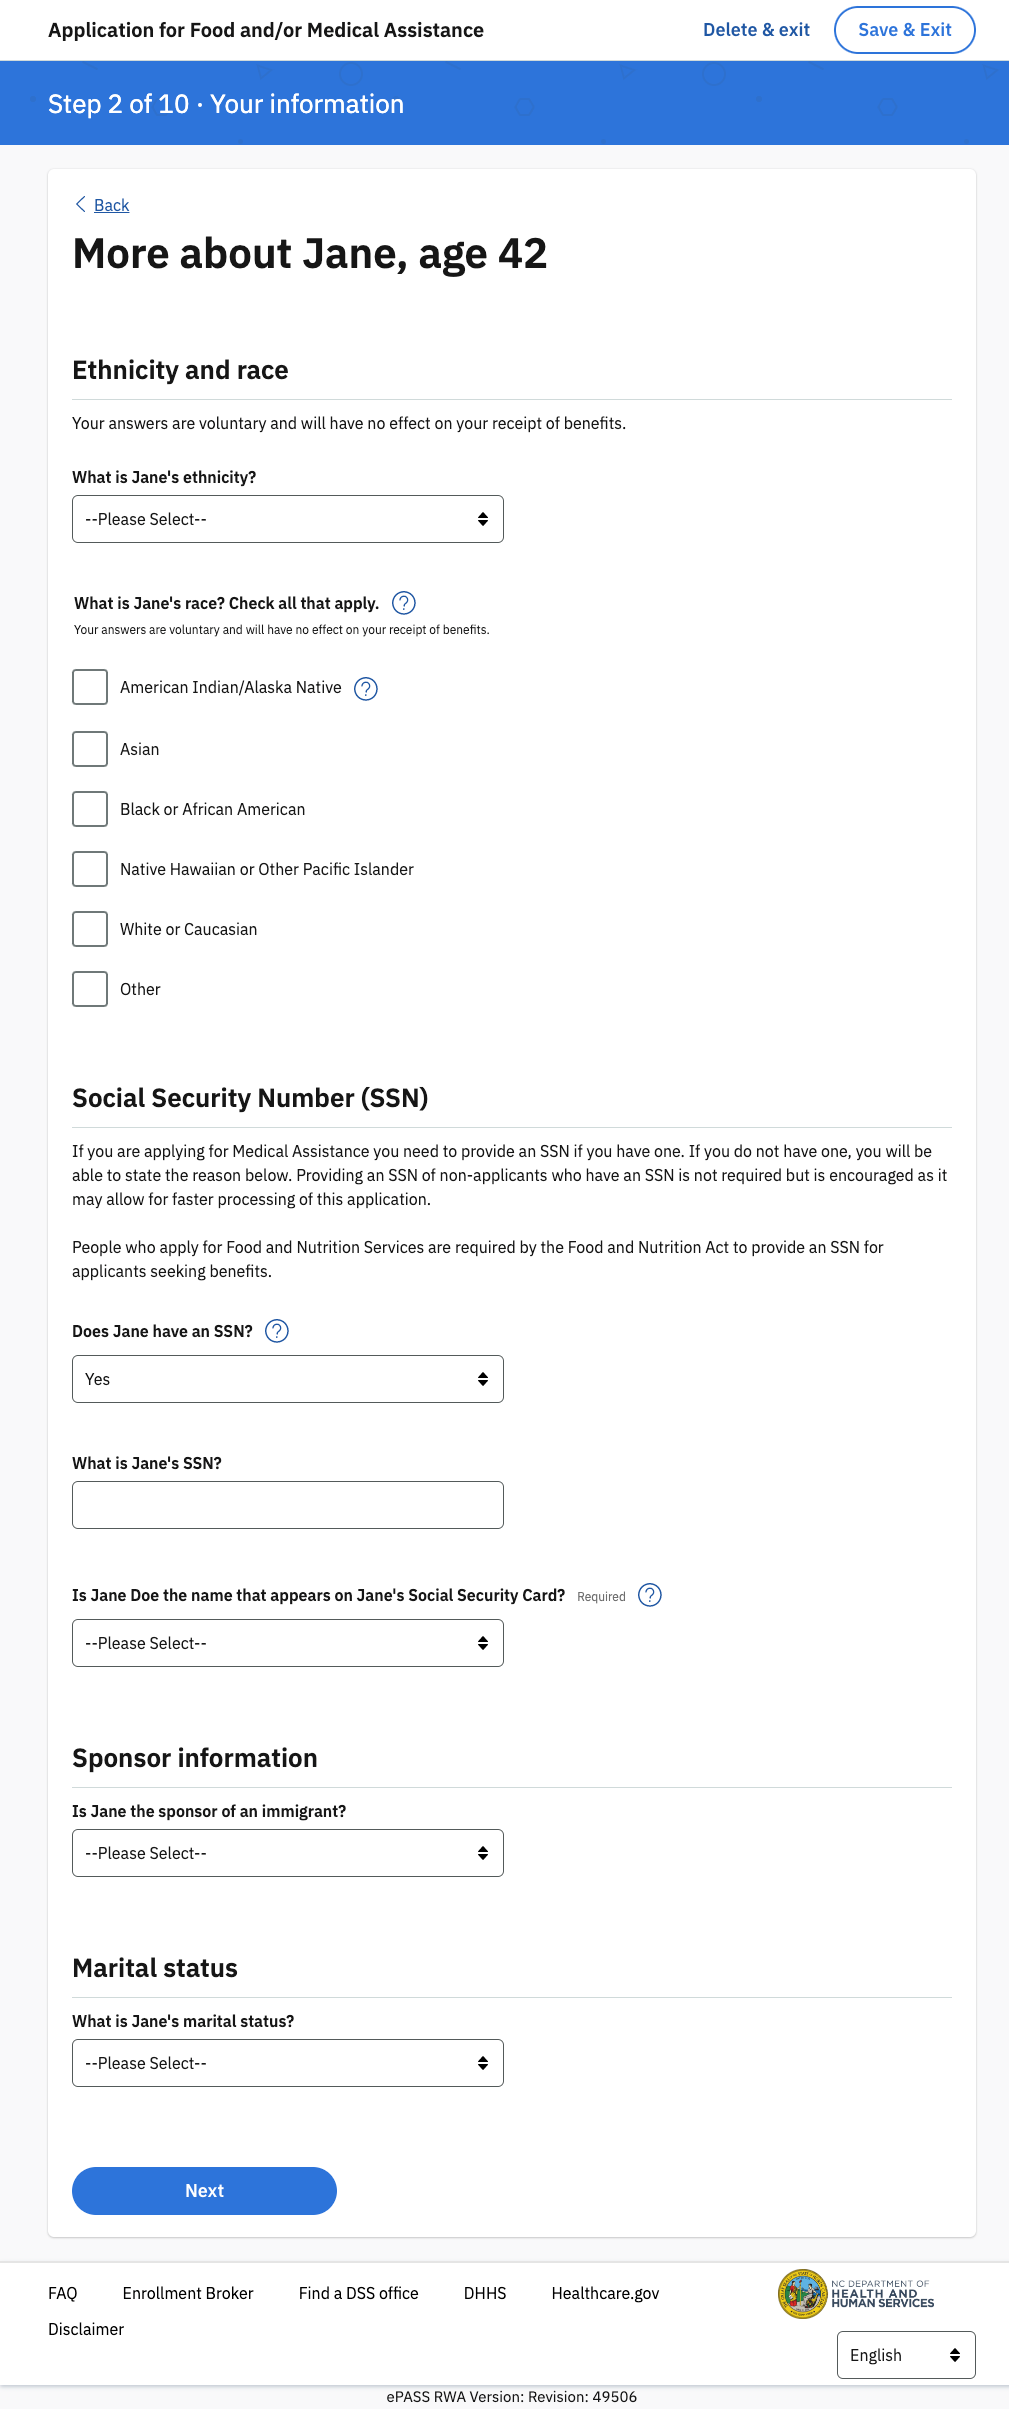 Application for Food and/or Medical Assistance
Delete & exit
Save & Exit
Step 2 of 10 · Your information
Back
More about Jane, age 42
Ethnicity and race
Your answers are voluntary and will have no effect on your receipt of benefits.
What is Jane's ethnicity?
--Please Select--
What is Jane's race? Check all that apply.
Your answers are voluntary and will have no effect on your receipt of benefits.
American Indian/Alaska Native
Asian
Black or African American
Native Hawaiian or Other Pacific Islander
White or Caucasian
Other
Social Security Number (SSN)
If you are applying for Medical Assistance you need to provide an SSN if you have one. If you do not have one, you will be
able to state the reason below. Providing an SSN of non-applicants who have an SSN is not required but is encouraged as it
may allow for faster processing of this application.
People who apply for Food and Nutrition Services are required by the Food and Nutrition Act to provide an SSN for
applicants seeking benefits.
Does Jane have an SSN?
Yes
What is Jane's SSN?
Is Jane Doe the name that appears on Jane's Social Security Card? Required
--Please Select--
Sponsor information
Is Jane the sponsor of an immigrant?
--Please Select--
Marital status
What is Jane's marital status?
--Please Select--
Next
FAQ
Enrollment Broker
Find a DSS office
DHHS
Healthcare.gov
Disclaimer
NC DEPARTMENT OF
HEALTH AND
HUMAN SERVICES
English
ePASS RWA Version: Revision: 49506